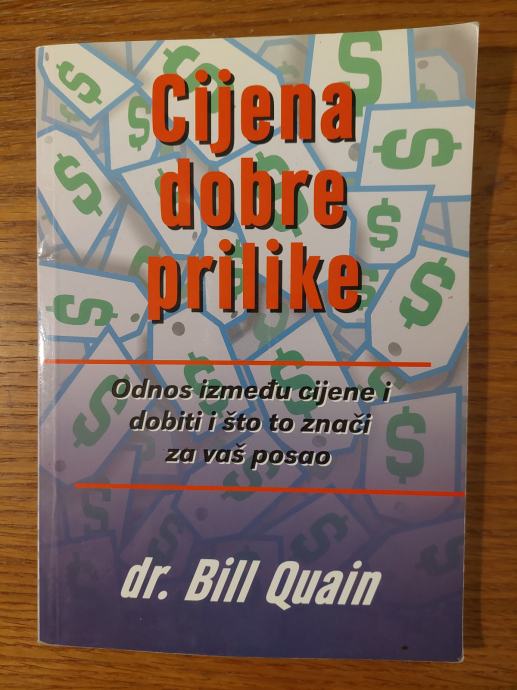 Cijena
dobre
prilike
Odnos između cijene i
dobiti i što to znači
za vaš posao
dr. Bill Quain